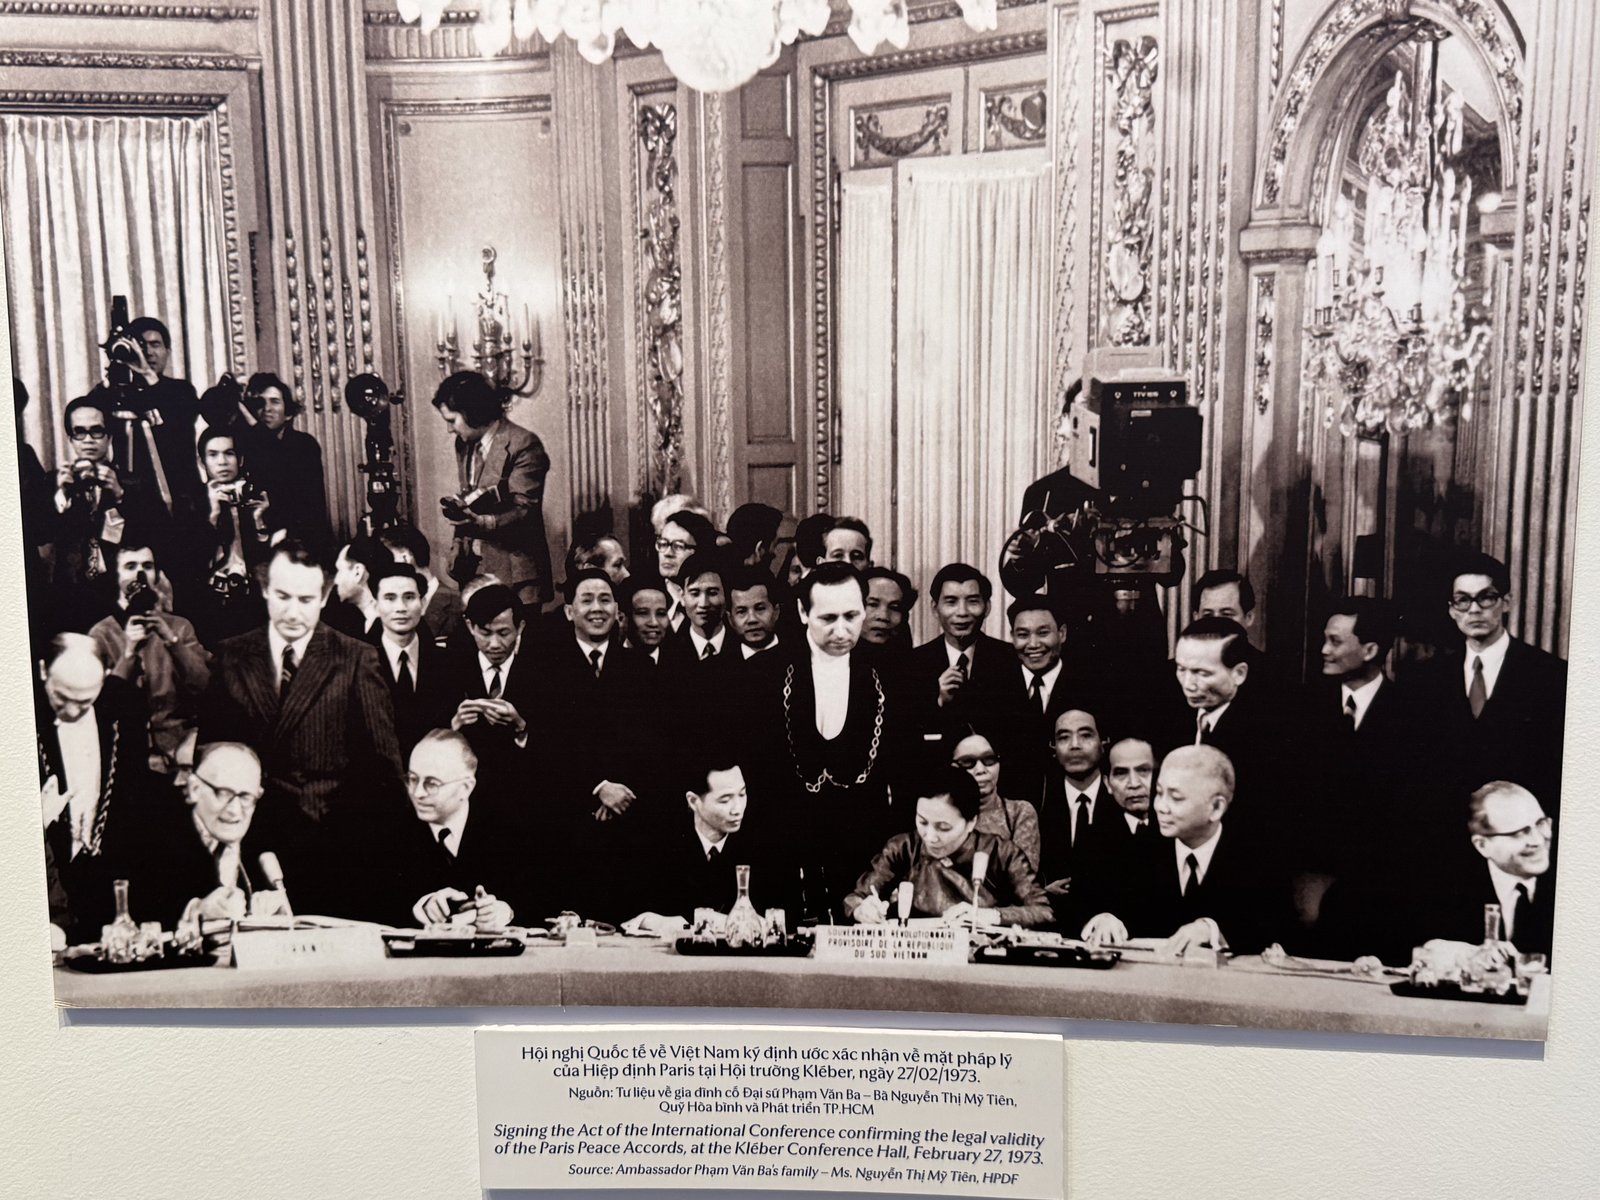 TTV 1515
FRANCE
GOUVERNEMENT REVOLUTIONNAIRE
PROVISOIRE DE LA REPUBLIQUE
DU SUD VIETNAM
Hội nghị Quốc tế về Việt Nam ký định ước xác nhận về mặt pháp lý
của Hiệp định Paris tại Hội trường Kléber, ngày 27/02/1973.
Nguồn: Tư liệu về gia đình cố Đại sứ Phạm Văn Ba – Bà Nguyễn Thị Mỹ Tiên,
Quỹ Hòa bình và Phát triển TP.HCM
Signing the Act of the International Conference confirming the legal validity
of the Paris Peace Accords, at the Kléber Conference Hall, February 27, 1973.
Source: Ambassador Phạm Văn Ba's family – Ms. Nguyễn Thị Mỹ Tiên, HPDF